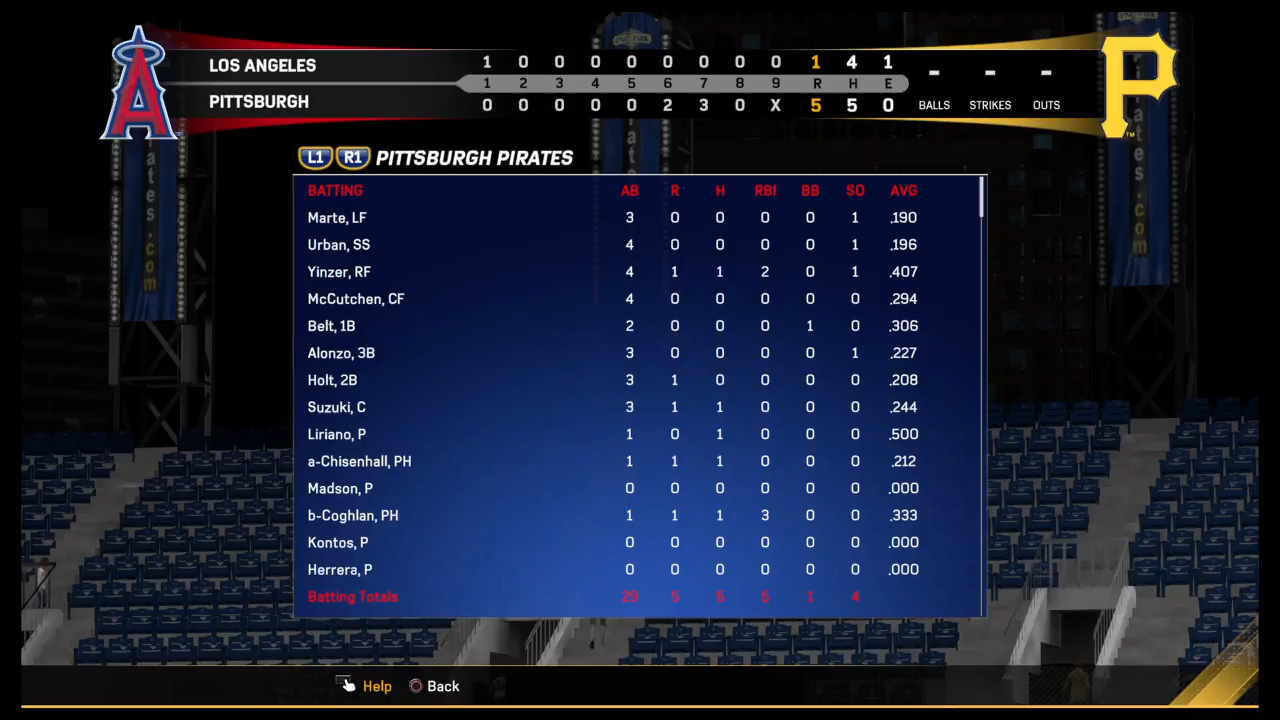 LOS ANGELES 1 0 0 0 0 0 0 0 0 1 4 1
1 2 3 4 5 6 7 8 9 R H E
PITTSBURGH 0 0 0 0 0 2 3 0 X 5 5 0 BALLS STRIKES OUTS
- - -
L1 R1 PITTSBURGH PIRATES
BATTING AB R H RBI BB SO AVG
Marte, LF 3 0 0 0 0 1 .190
Urban, SS 4 0 0 0 0 1 .196
Yinzer, RF 4 1 1 2 0 1 .407
McCutchen, CF 4 0 0 0 0 0 .294
Belt, 1B 2 0 0 0 1 0 .306
Alonzo, 3B 3 0 0 0 0 1 .227
Holt, 2B 3 1 0 0 0 0 .208
Suzuki, C 3 1 1 0 0 0 .244
Liriano, P 1 0 1 0 0 0 .500
a-Chisenhall, PH 1 1 1 0 0 0 .212
Madson, P 0 0 0 0 0 0 .000
b-Coghlan, PH 1 1 1 3 0 0 .333
Kontos, P 0 0 0 0 0 0 .000
Herrera, P 0 0 0 0 0 0 .000
Batting Totals 29 5 5 5 1 4
Help Back